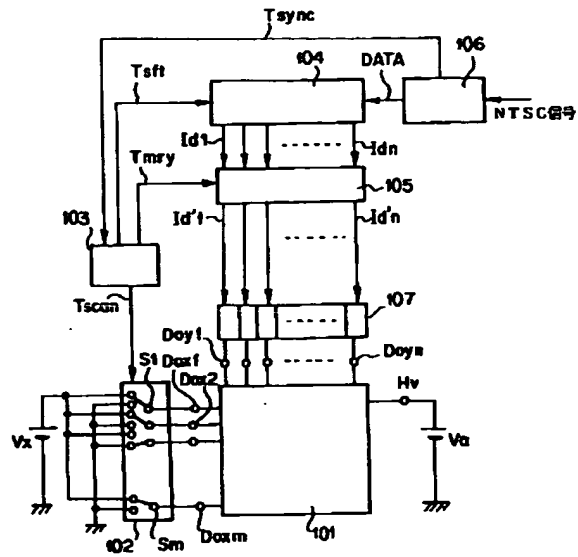 Tsync
106
104
DATA
Tsft
NTSC信号
Id1
Idn
Tmry
105
103
Id'1
Id'n
Tscan
107
Doy1
Doyn
S1
Dox1
Dox2
Hv
Vx
Va
102
Sm
Doxm
101